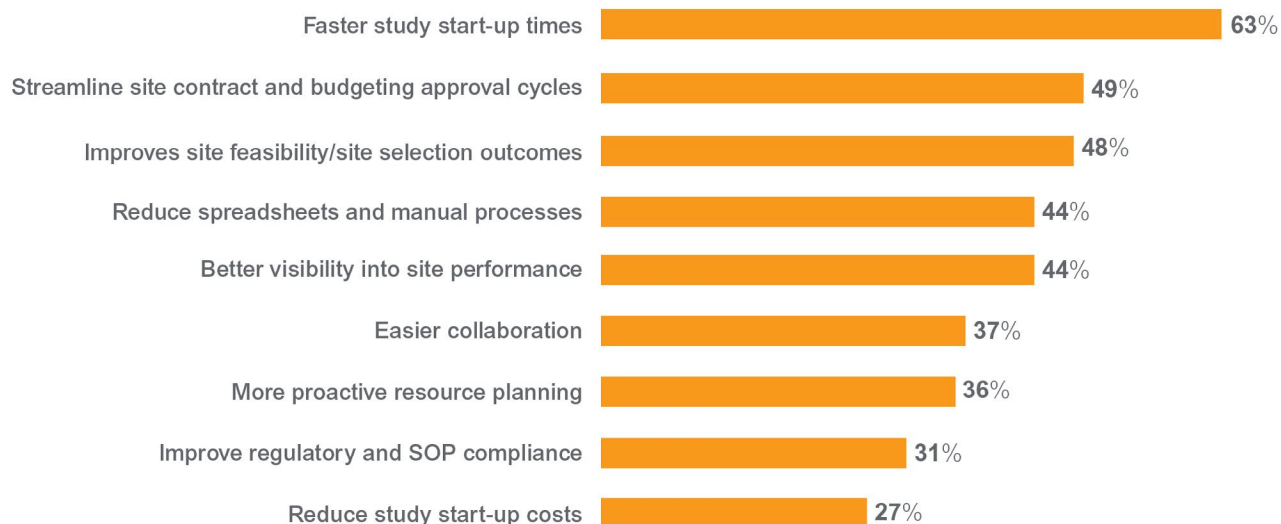 Faster study start-up times 63%
Streamline site contract and budgeting approval cycles 49%
Improves site feasibility/site selection outcomes 48%
Reduce spreadsheets and manual processes 44%
Better visibility into site performance 44%
Easier collaboration 37%
More proactive resource planning 36%
Improve regulatory and SOP compliance 31%
Reduce study start-up costs 27%